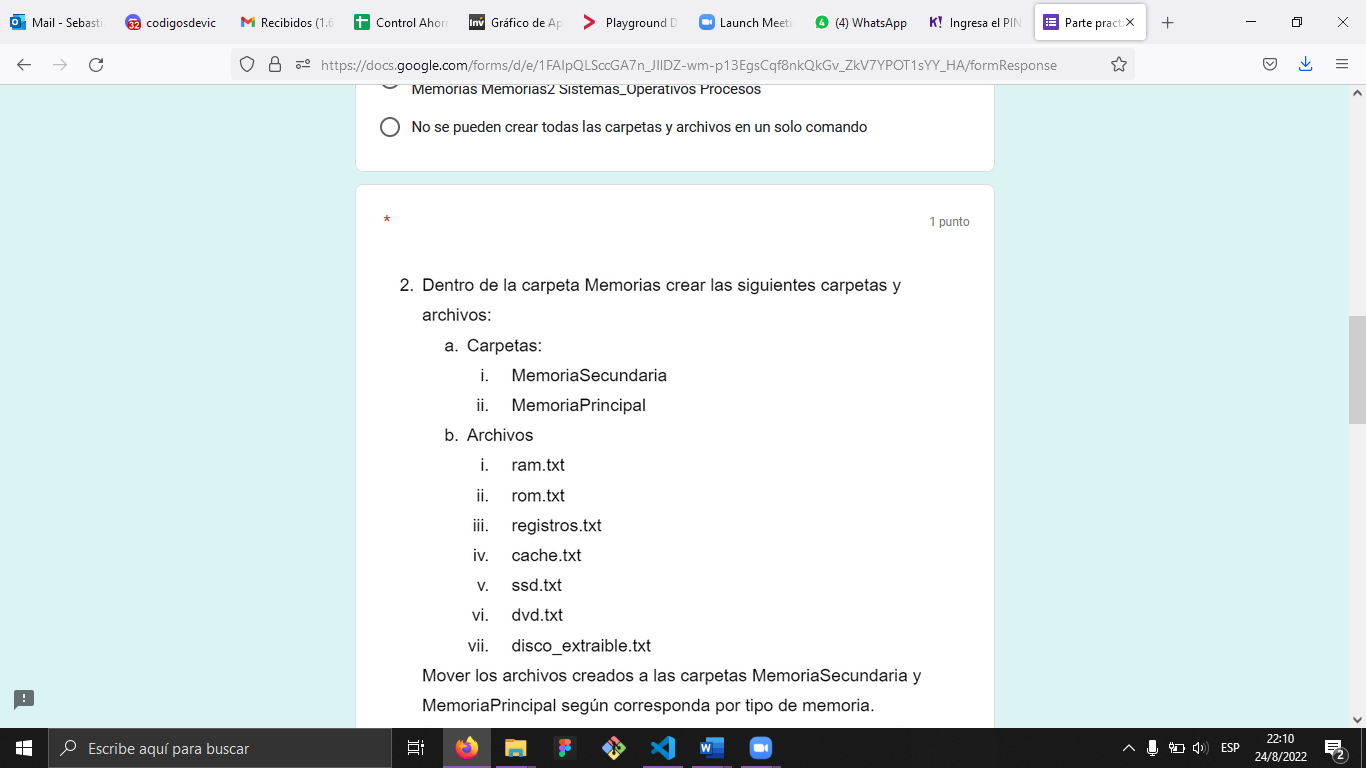 Mail - Sebasti
codigosdevic
Recibidos (1.6
Control Ahorr
Gráfico de Ap
Playground D
Launch Meeti
(4) WhatsApp
Ingresa el PIN
Parte practi
https://docs.google.com/forms/d/e/1FAIpQLSccGA7n_JIlDZ-wm-p13EgsCqf8nkQkGv_ZkV7YPOT1sYY_HA/formResponse
Memorias Memorias2 Sistemas_Operativos Procesos
No se pueden crear todas las carpetas y archivos en un solo comando
*
1 punto
2. Dentro de la carpeta Memorias crear las siguientes carpetas y
archivos:
a. Carpetas:
i. MemoriaSecundaria
ii. MemoriaPrincipal
b. Archivos
i. ram.txt
ii. rom.txt
iii. registros.txt
iv. cache.txt
v. ssd.txt
vi. dvd.txt
vii. disco_extraible.txt
Mover los archivos creados a las carpetas MemoriaSecundaria y
MemoriaPrincipal según corresponda por tipo de memoria.
Escribe aquí para buscar
ESP
22:10
24/8/2022
2